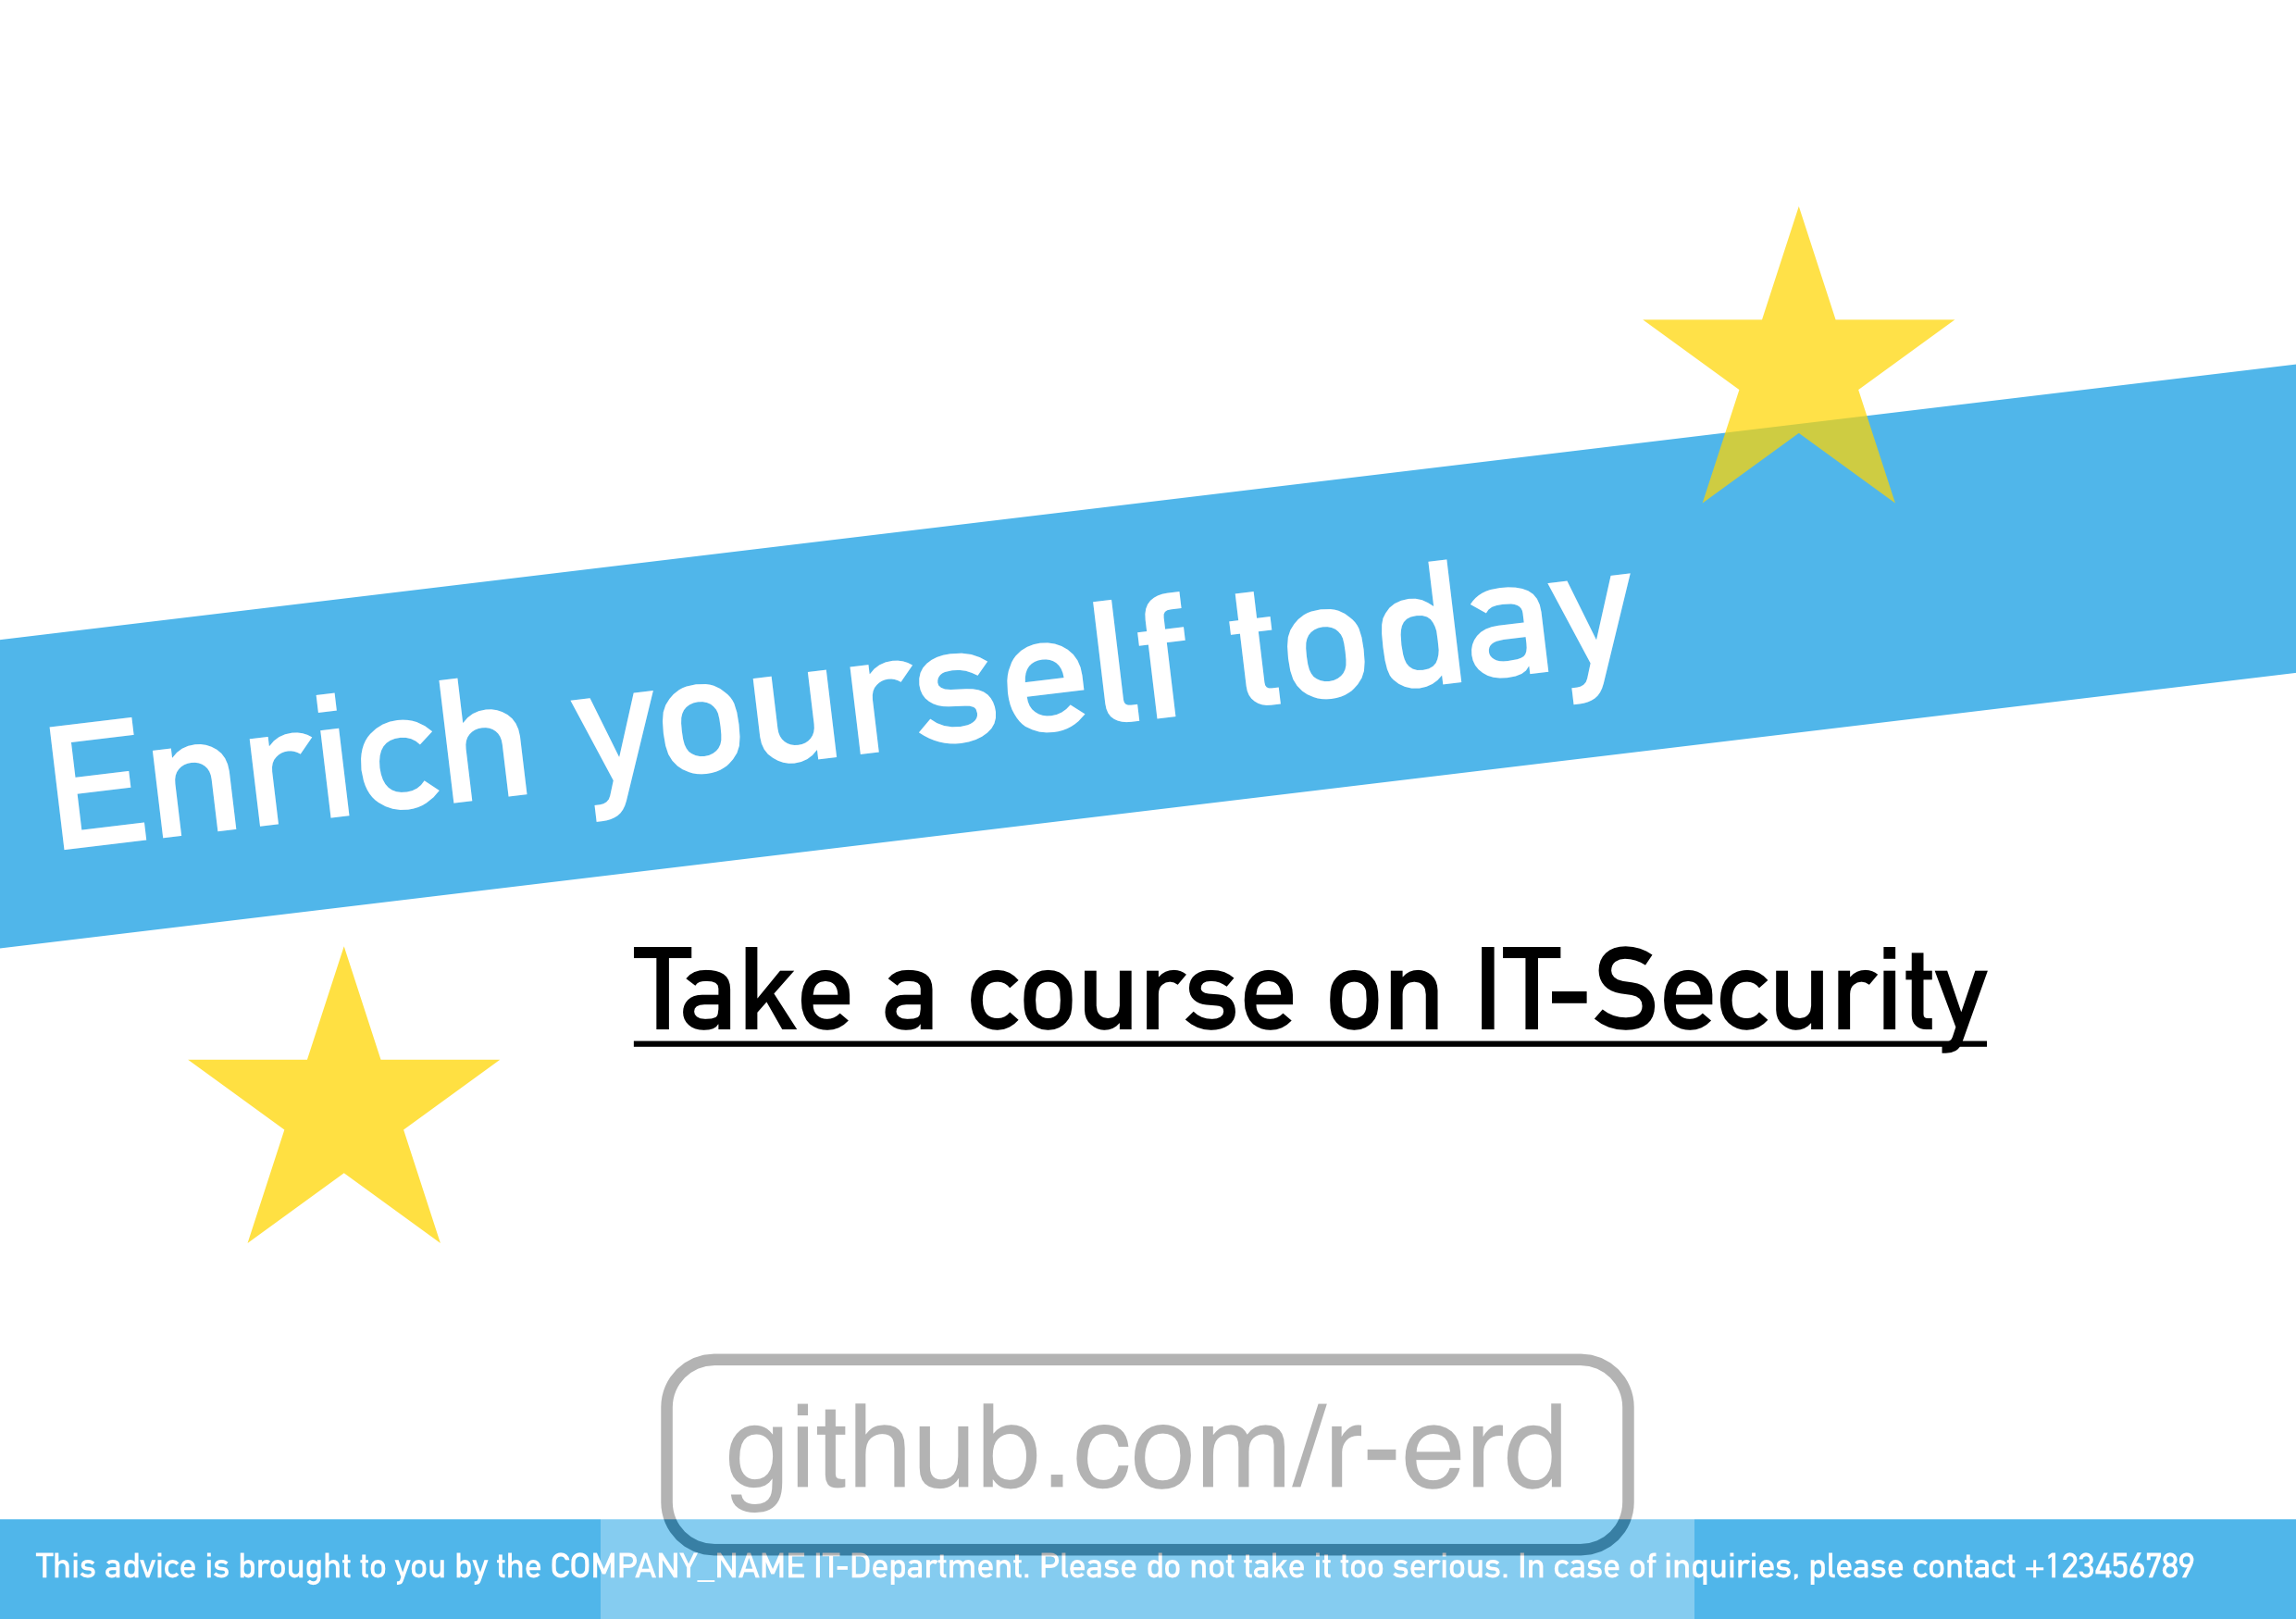 Enrich yourself today
Take a course on IT-Security
github.com/r-erd
This advice is brought to you by the COMPANY_NAME IT-Department. Please do not take it too serious. In case of inquiries, please contact +123456789